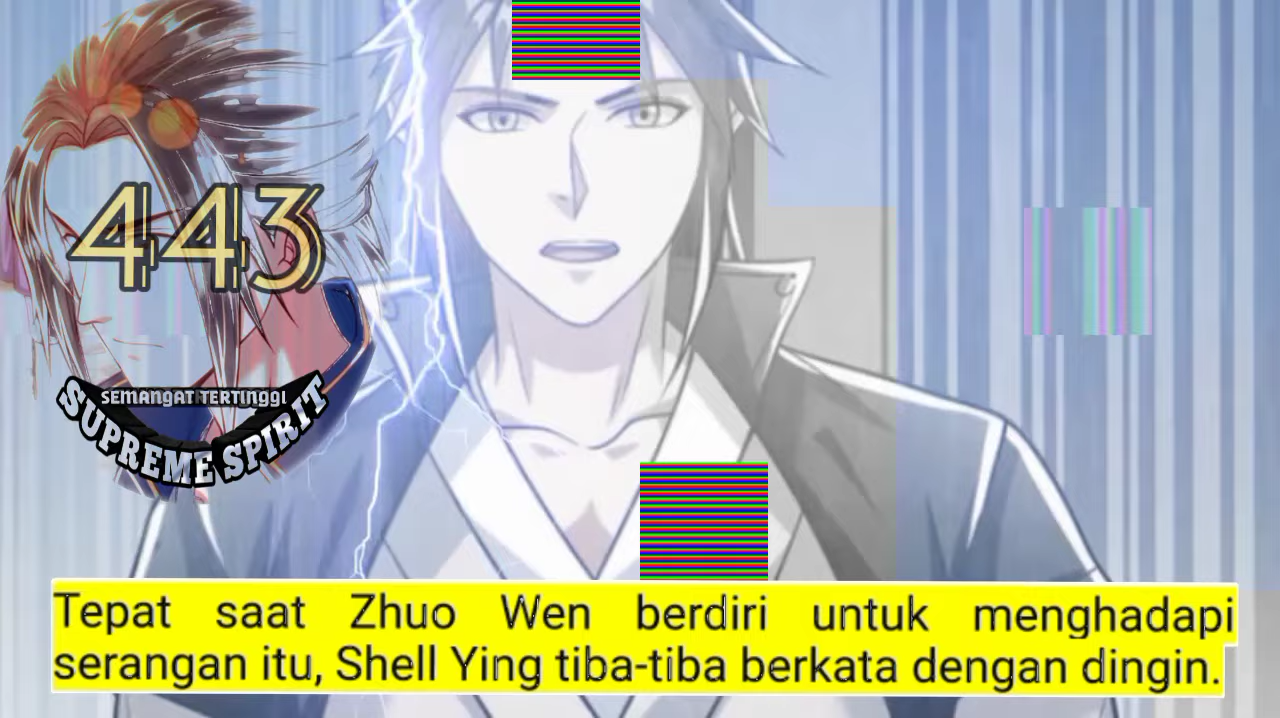 443
SEMANGAT TERTINGGI
SUPREME SPIRIT
Tepat saat Zhuo Wen berdiri untuk menghadapi
serangan itu, Shell Ying tiba-tiba berkata dengan dingin.